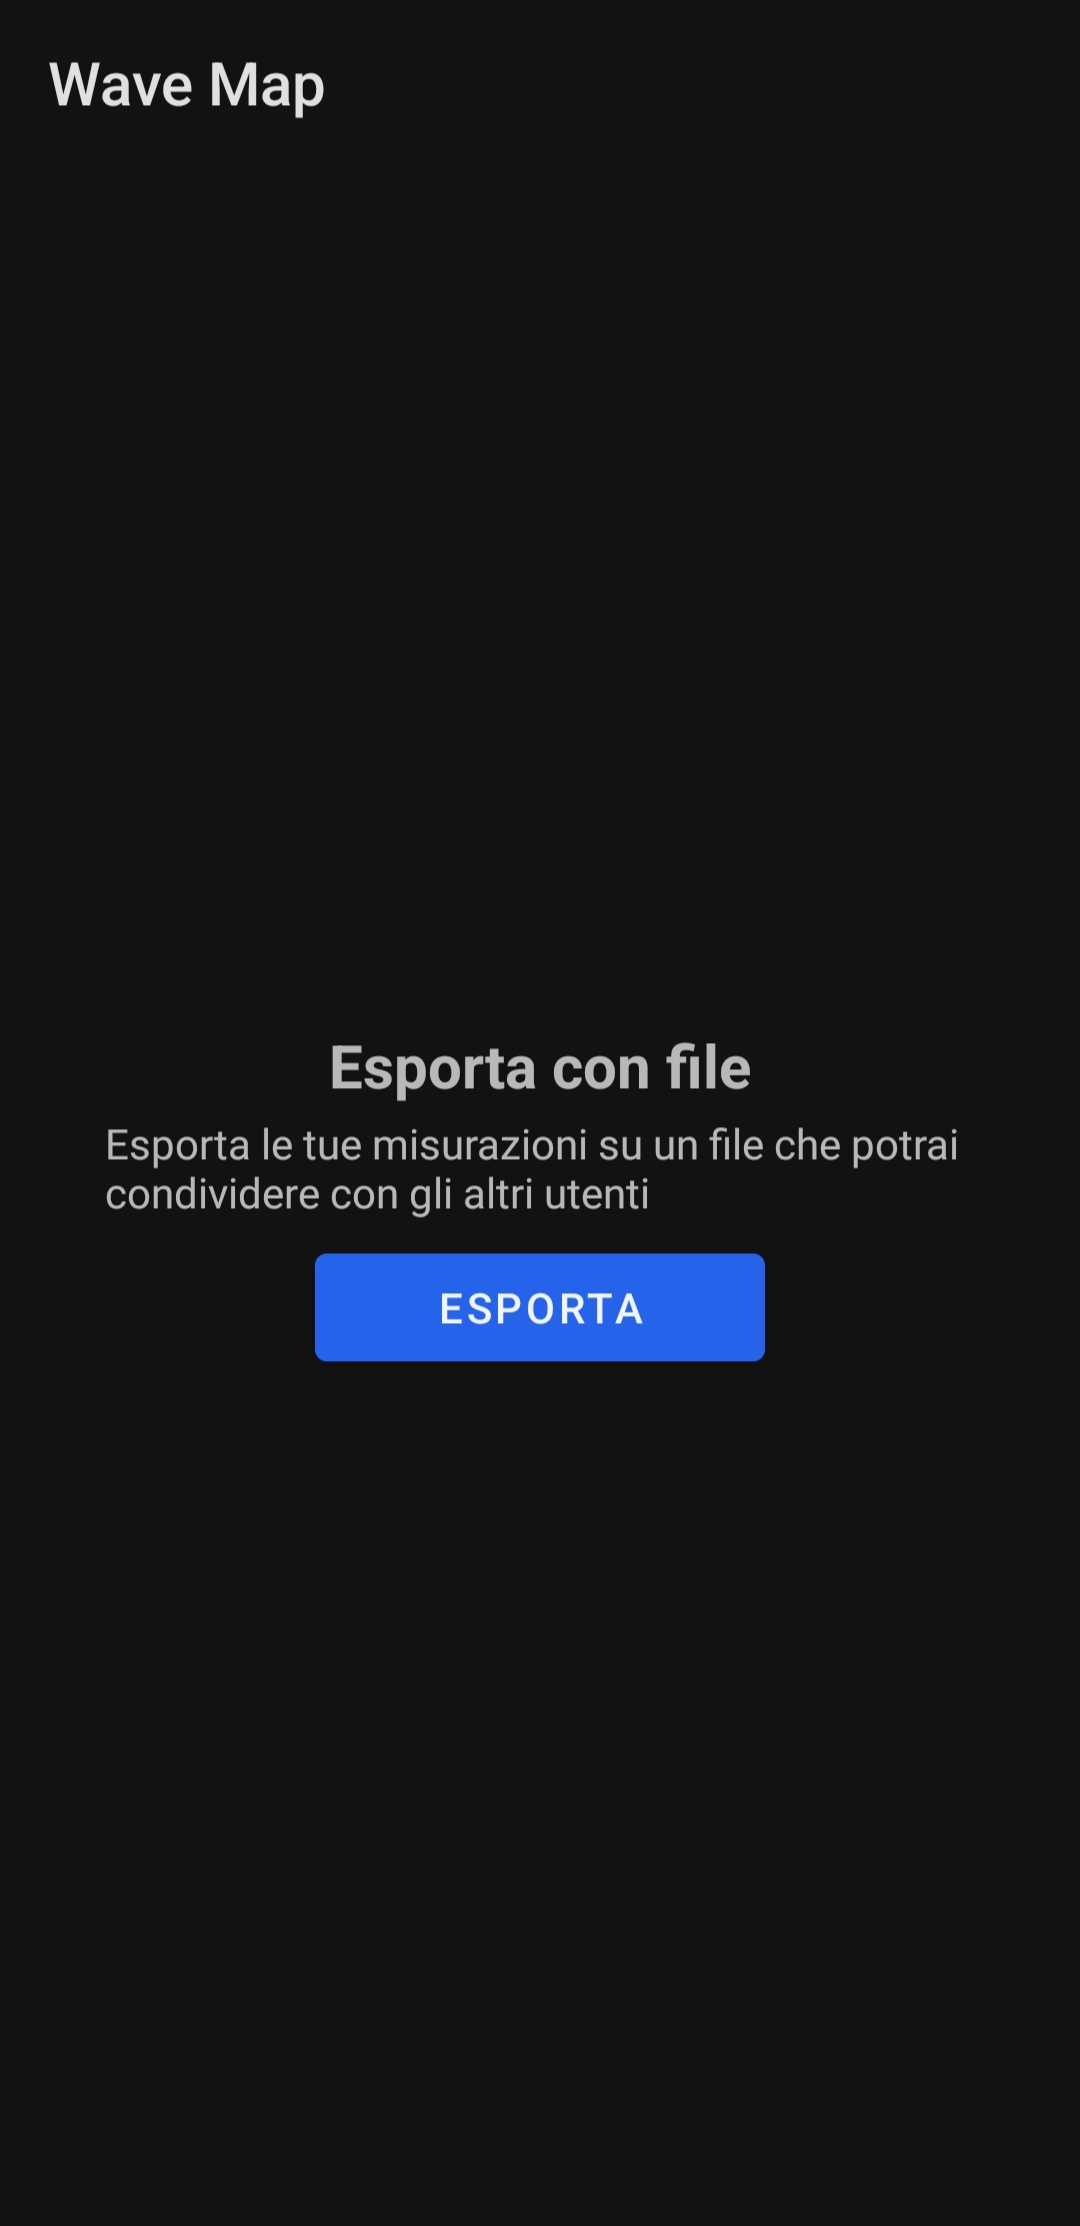 Wave Map
Esporta con file
Esporta le tue misurazioni su un file che potrai
condividere con gli altri utenti
ESPORTA